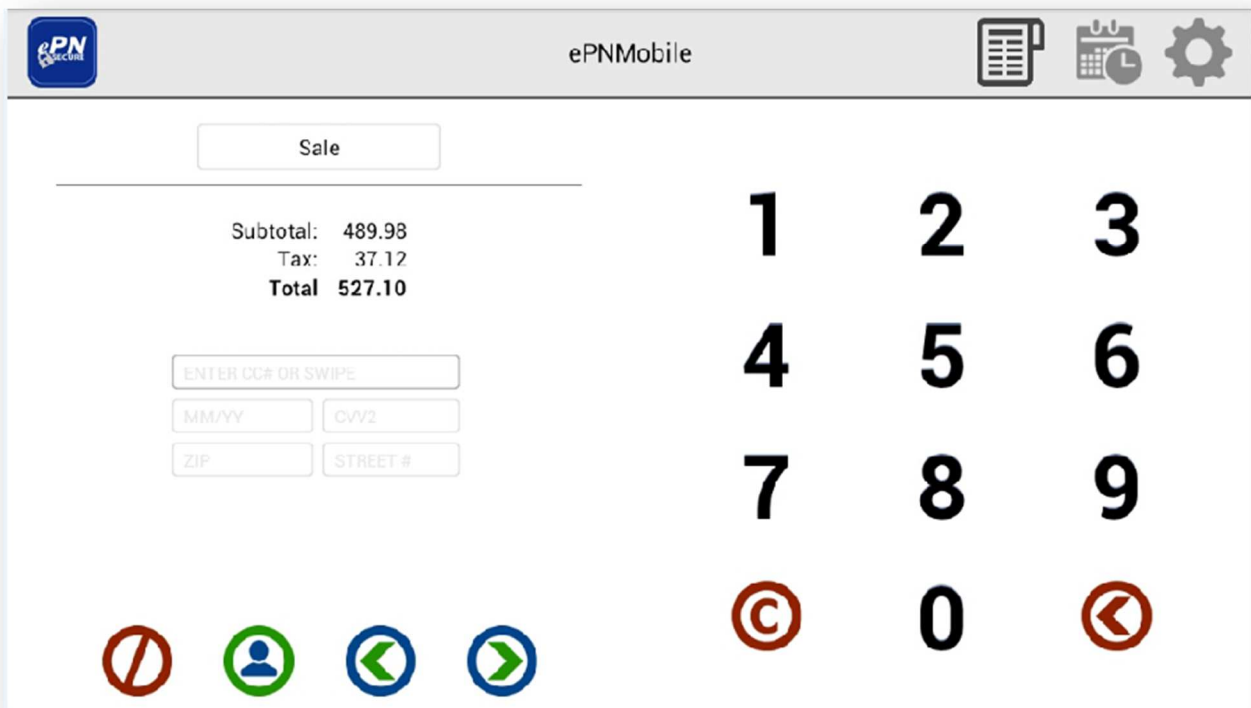 ePN
SECURE
ePNMobile
Sale
Subtotal: 489.98
Tax: 37.12
Total 527.10
ENTER CC# OR SWIPE
MM/YY CVV2
ZIP STREET #
1 2 3
4 5 6
7 8 9
C 0